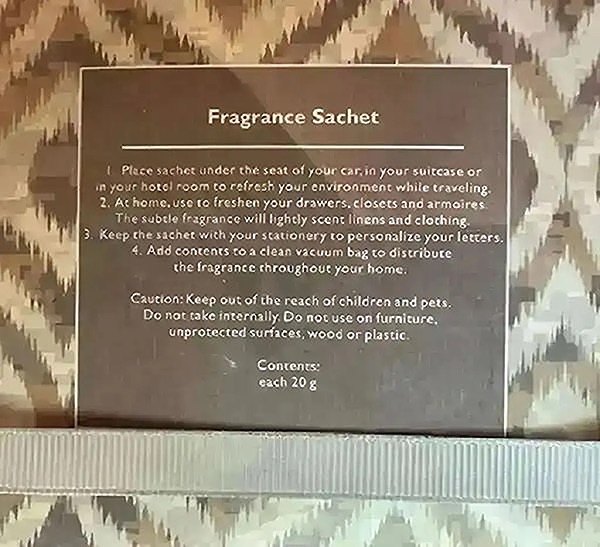 Fragrance Sachet
1. Place sachet under the seat of your car, in your suitcase or
in your hotel room to refresh your environment while traveling.
2. At home, use to freshen your drawers, closets and armoires.
The subtle fragrance will lightly scent linens and clothing.
3. Keep the sachet with your stationery to personalize your letters.
4. Add contents to a clean vacuum bag to distribute
the fragrance throughout your home.
Caution: Keep out of the reach of children and pets.
Do not take internally. Do not use on furniture,
unprotected surfaces, wood or plastic.
Contents:
each 20 g